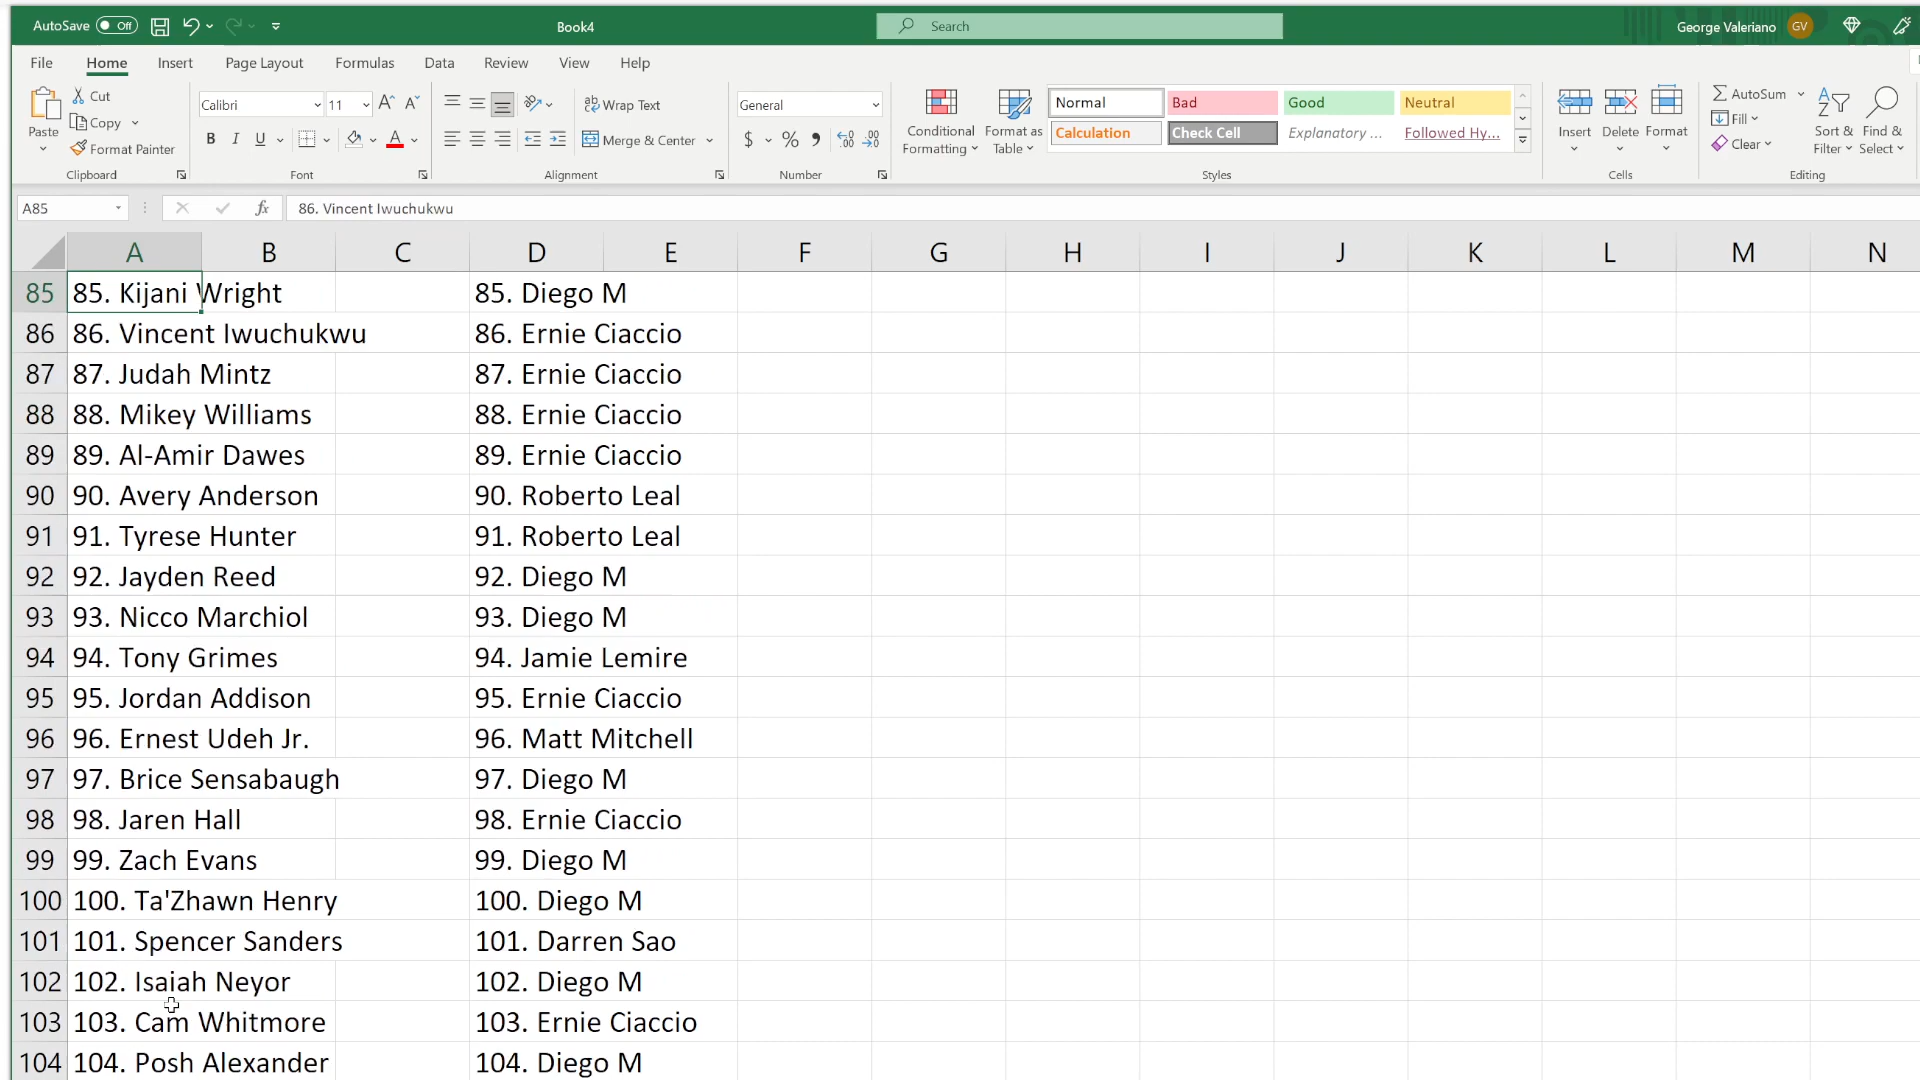 AutoSave Off Book4 Search George Valeriano GV
File Home Insert Page Layout Formulas Data Review View Help
Paste Cut Copy Format Painter Clipboard
Calibri 11 A A B I U A Font
ab Wrap Text Merge & Center Alignment
General $ % , Number
Conditional Formatting Format as Table
Normal Bad Good Neutral
Calculation Check Cell Explanatory ... Followed Hy...
Styles
Insert Delete Format Cells
AutoSum Fill Clear Sort & Filter Find & Select Editing
A85 fx 86. Vincent Iwuchukwu
A B C D E F G H I J K L M N
85 85. Kijani Wright 85. Diego M
86 86. Vincent Iwuchukwu 86. Ernie Ciaccio
87 87. Judah Mintz 87. Ernie Ciaccio
88 88. Mikey Williams 88. Ernie Ciaccio
89 89. Al-Amir Dawes 89. Ernie Ciaccio
90 90. Avery Anderson 90. Roberto Leal
91 91. Tyrese Hunter 91. Roberto Leal
92 92. Jayden Reed 92. Diego M
93 93. Nicco Marchiol 93. Diego M
94 94. Tony Grimes 94. Jamie Lemire
95 95. Jordan Addison 95. Ernie Ciaccio
96 96. Ernest Udeh Jr. 96. Matt Mitchell
97 97. Brice Sensabaugh 97. Diego M
98 98. Jaren Hall 98. Ernie Ciaccio
99 99. Zach Evans 99. Diego M
100 100. Ta'Zhawn Henry 100. Diego M
101 101. Spencer Sanders 101. Darren Sao
102 102. Isaiah Neyor 102. Diego M
103 103. Cam Whitmore 103. Ernie Ciaccio
104 104. Posh Alexander 104. Diego M